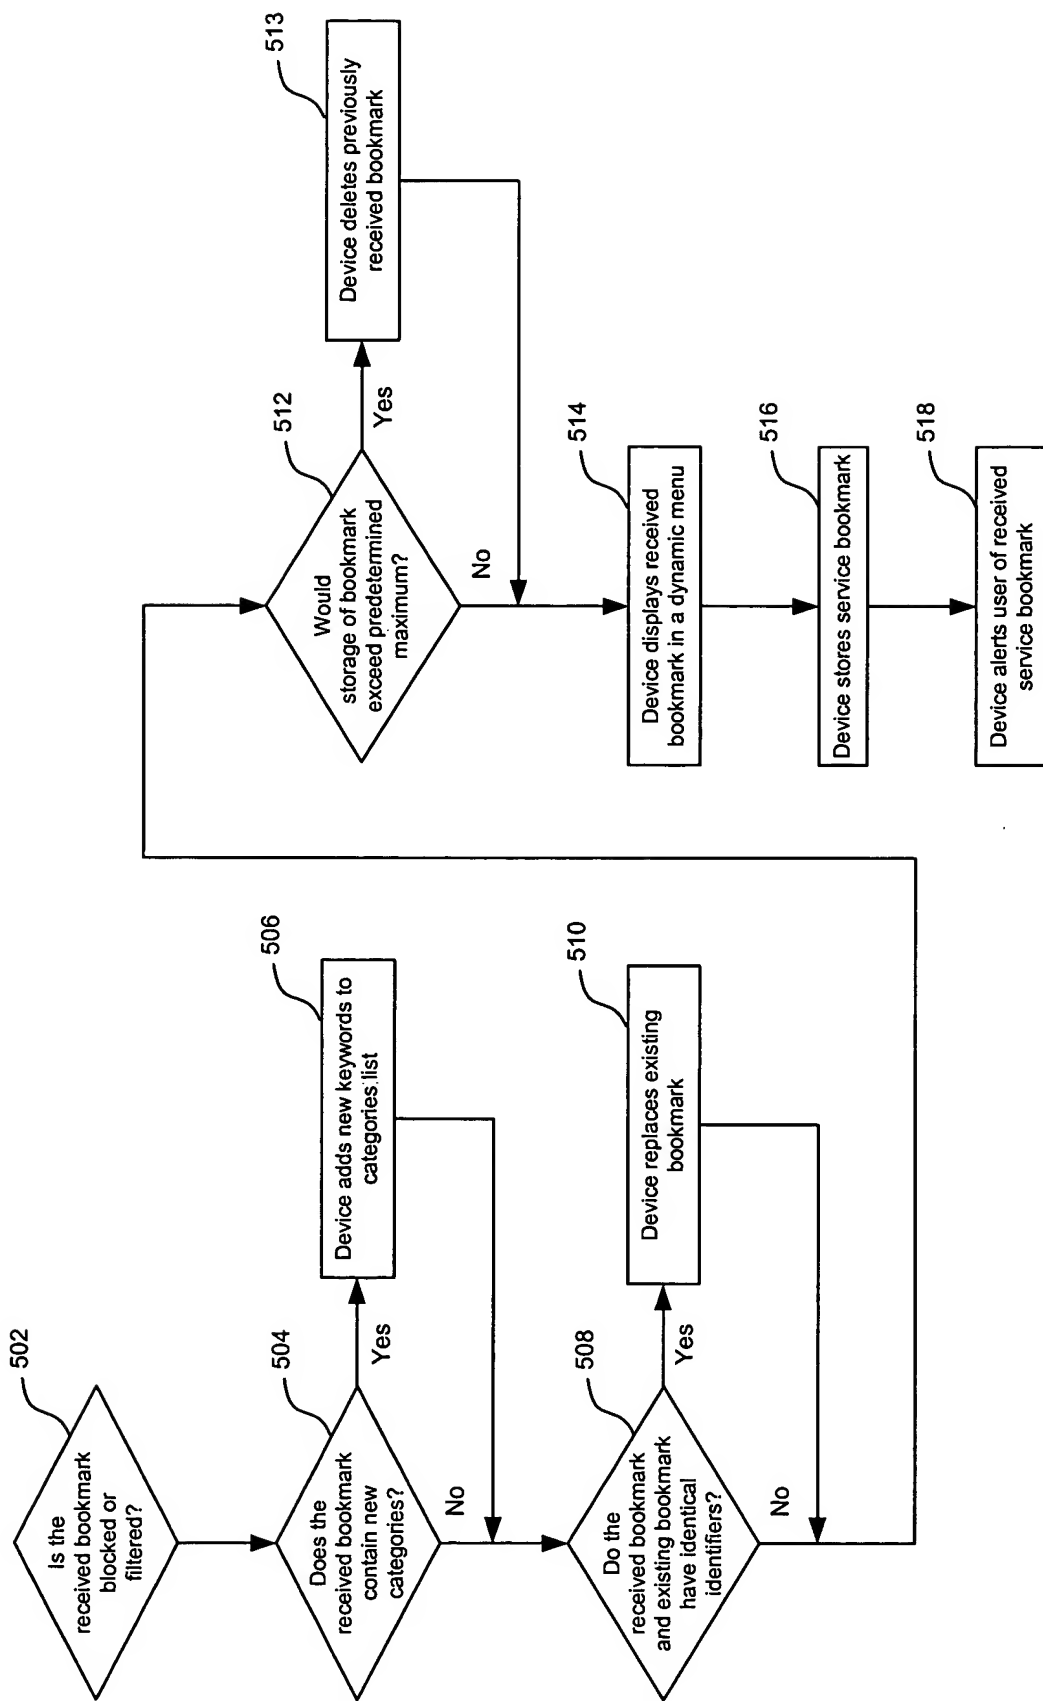 502
Is the
received bookmark
blocked or
filtered?
504
Does the
received bookmark
contain new
categories?
Yes
No
506
Device adds new keywords to
categories list
508
Do the
received bookmark
and existing bookmark
have identical
identifiers?
Yes
No
510
Device replaces existing
bookmark
512
Would
storage of bookmark
exceed predetermined
maximum?
Yes
No
513
Device deletes previously
received bookmark
514
Device displays received
bookmark in a dynamic menu
516
Device stores service bookmark
518
Device alerts user of received
service bookmark